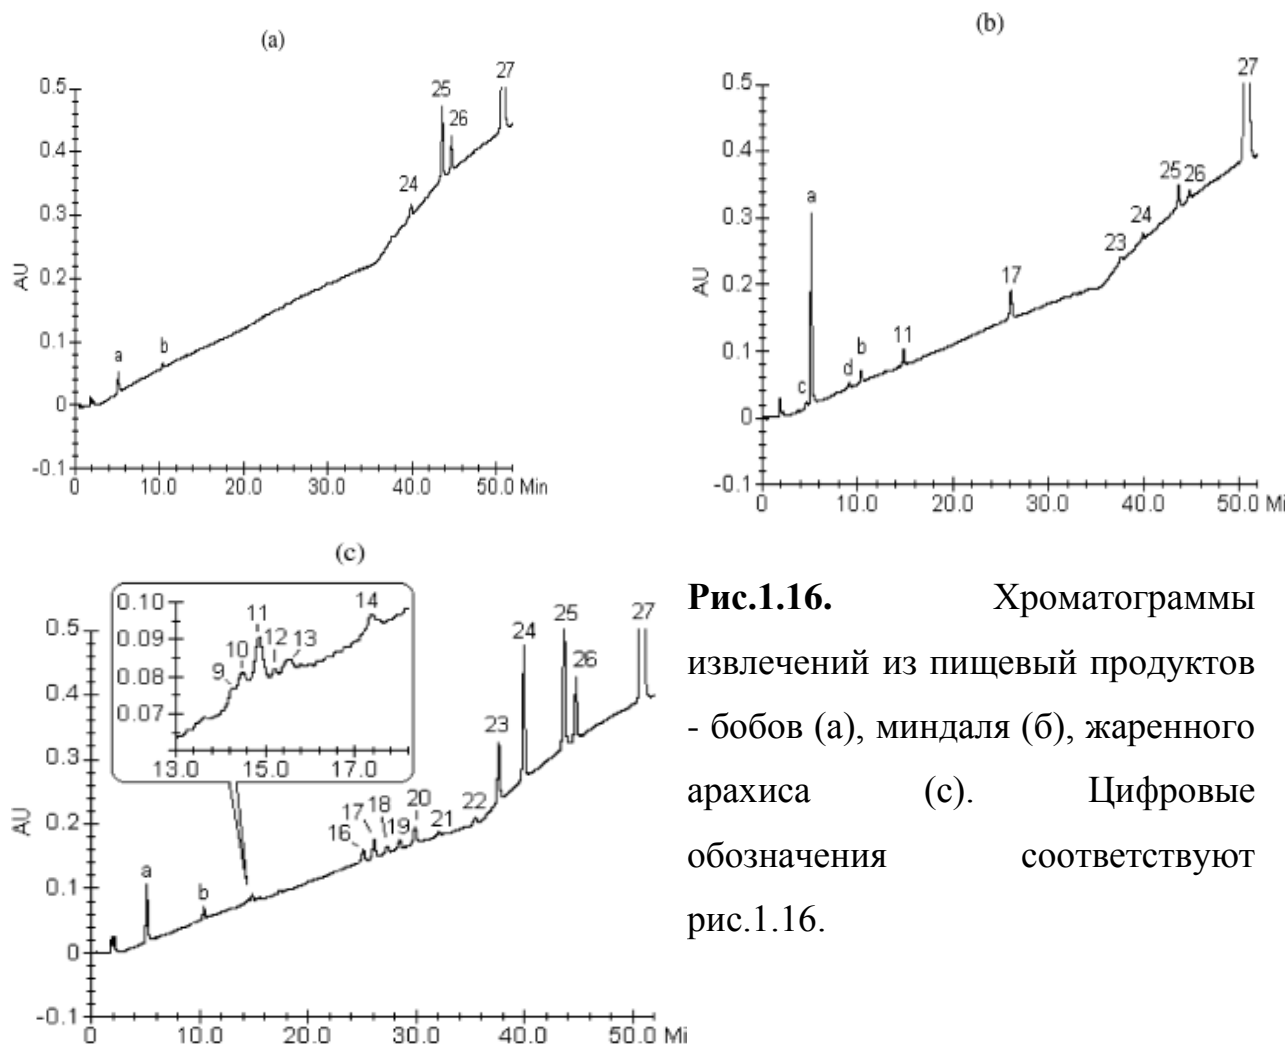 (a)
0.5
0.4
0.3
0.2
0.1
0
-0.1
AU
a
b
24
25
26
27
0 10.0 20.0 30.0 40.0 50.0 Min
(b)
0.5
0.4
0.3
0.2
0.1
0
-0.1
AU
c
a
d
b
11
17
23
24
25
26
27
0 10.0 20.0 30.0 40.0 50.0 Mi
(c)
0.10
0.09
0.08
0.07
9
10
11
12
13
14
13.0 15.0 17.0
0.5
0.4
0.3
0.2
0.1
0
-0.1
AU
a
b
16
17
18
19
20
21
22
23
24
25
26
27
0 10.0 20.0 30.0 40.0 50.0 Mi
Рис.1.16. Хроматограммы
извлечений из пищевый продуктов
- бобов (а), миндаля (б), жаренного
арахиса (с). Цифровые
обозначения соответствуют
рис.1.16.